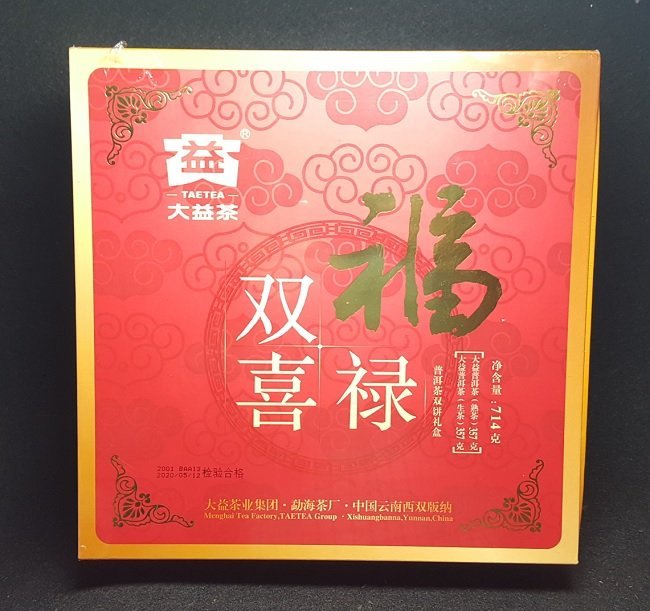 益®
TAETEA
大益茶
福
双
喜
禄
普洱茶双饼礼盒
大益普洱茶（熟茶）357克
大益普洱茶（生茶）357克
净含量：714克
2001 BAA13
2020/05/12检验合格
大益茶业集团·勐海茶厂·中国云南西双版纳
Menghai Tea Factory,TAETEA Group · Xishuangbanna,Yunnan,China